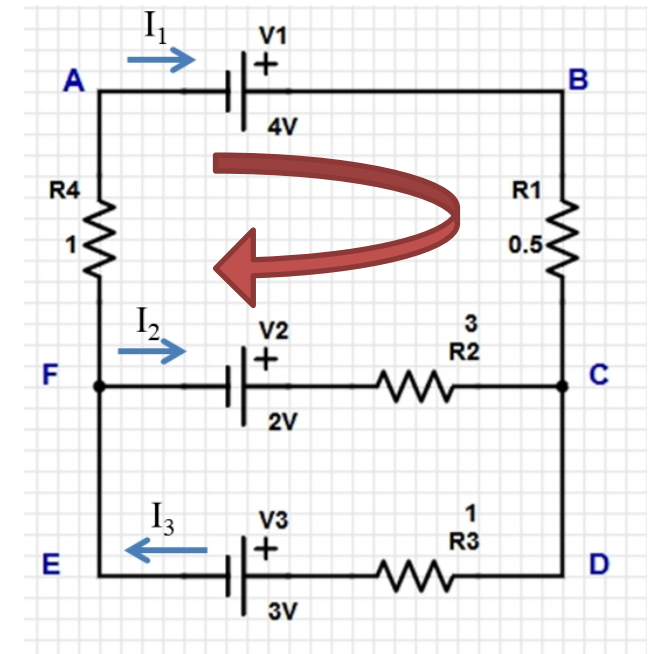 I₁
V1
+
A
B
4V
R4
R1
1
0.5
I₂
V2
+
3
R2
F
C
2V
I₃
V3
+
1
R3
E
D
3V